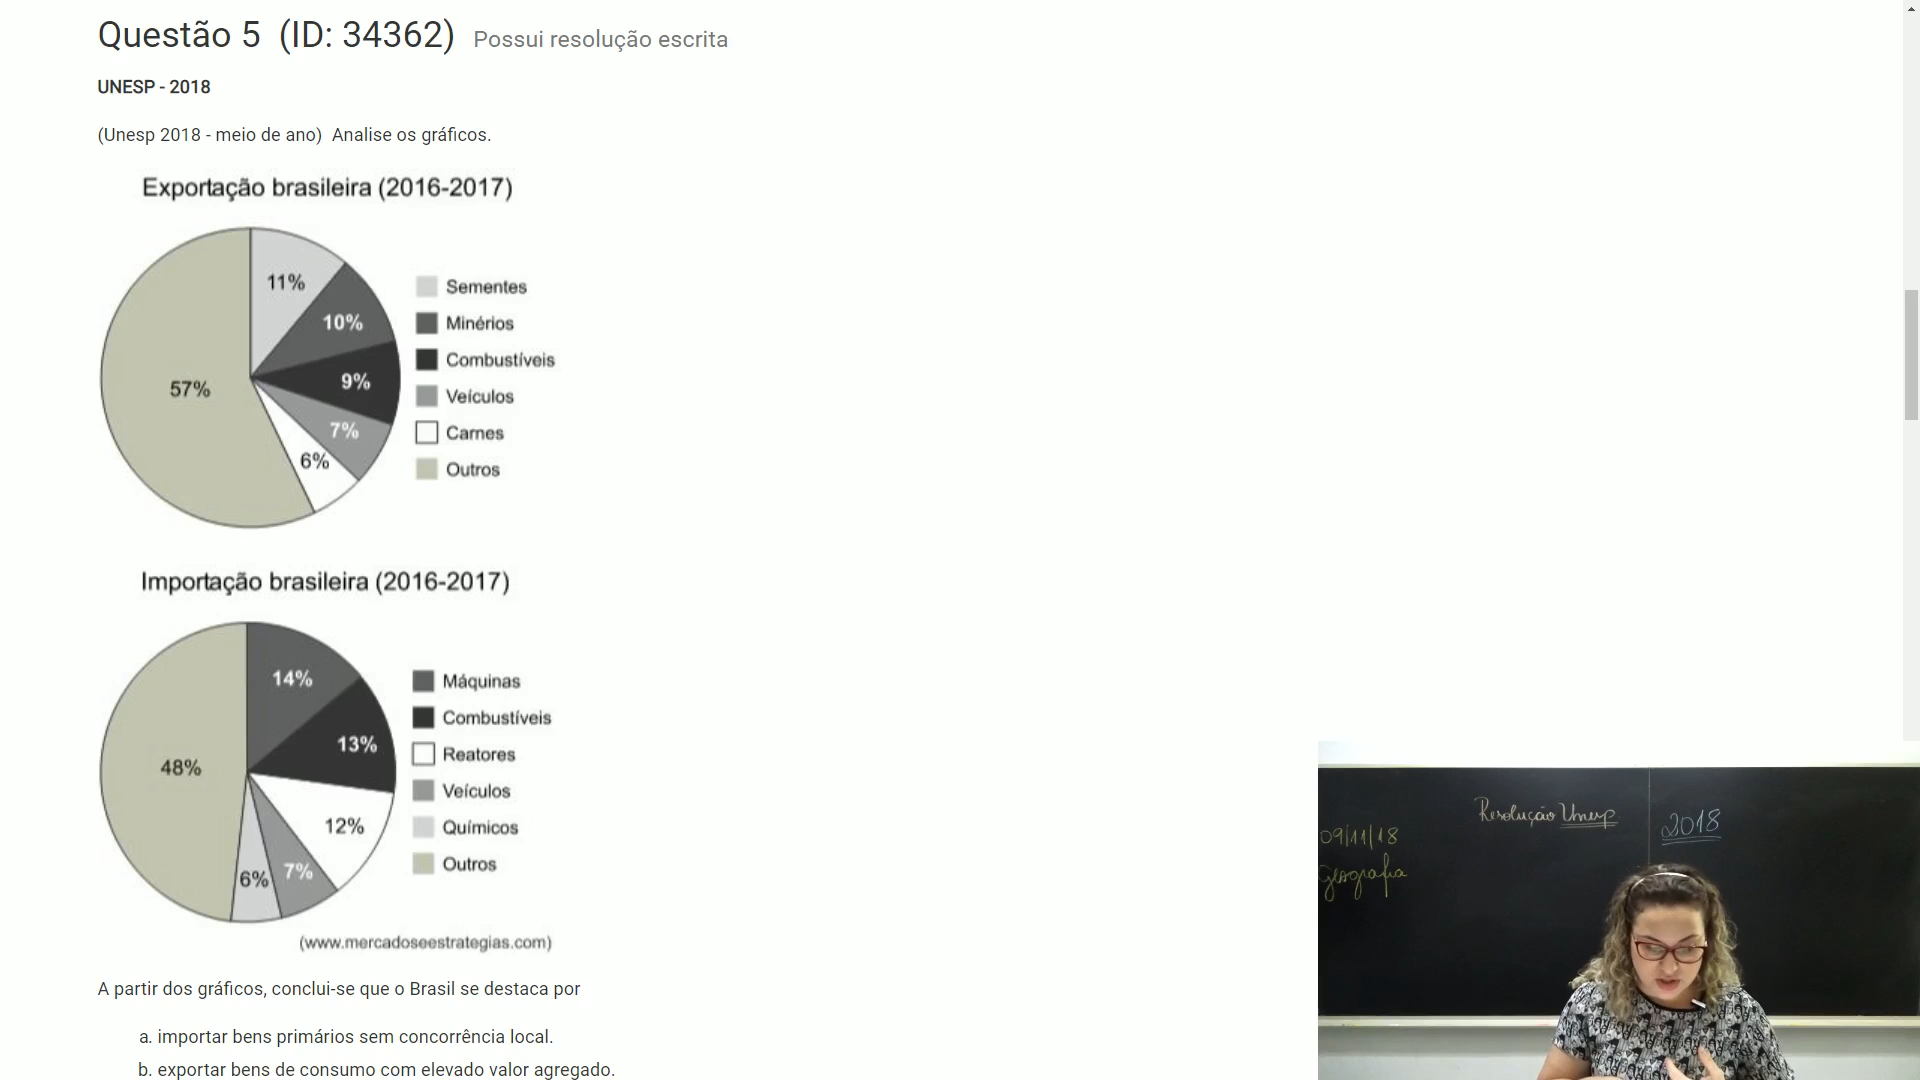 Questão 5 (ID: 34362) Possui resolução escrita
UNESP - 2018
(Unesp 2018 - meio de ano) Analise os gráficos.
Exportação brasileira (2016-2017)
11%
10%
9%
7%
6%
57%
Sementes
Minérios
Combustíveis
Veículos
Carnes
Outros
Importação brasileira (2016-2017)
14%
13%
12%
7%
6%
48%
Máquinas
Combustíveis
Reatores
Veículos
Químicos
Outros
(www.mercadoseestrategias.com)
A partir dos gráficos, conclui-se que o Brasil se destaca por
a. importar bens primários sem concorrência local.
b. exportar bens de consumo com elevado valor agregado.
Resolução Unesp
2018
09/11/18
Geografia